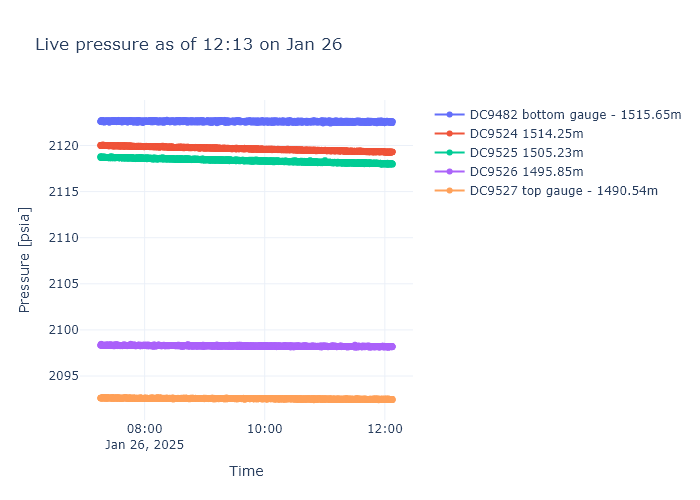 Live pressure as of 12:13 on Jan 26
DC9482 bottom gauge - 1515.65m
DC9524 1514.25m
DC9525 1505.23m
DC9526 1495.85m
DC9527 top gauge - 1490.54m
Pressure [psia]
2120
2115
2110
2105
2100
2095
08:00
10:00
12:00
Jan 26, 2025
Time